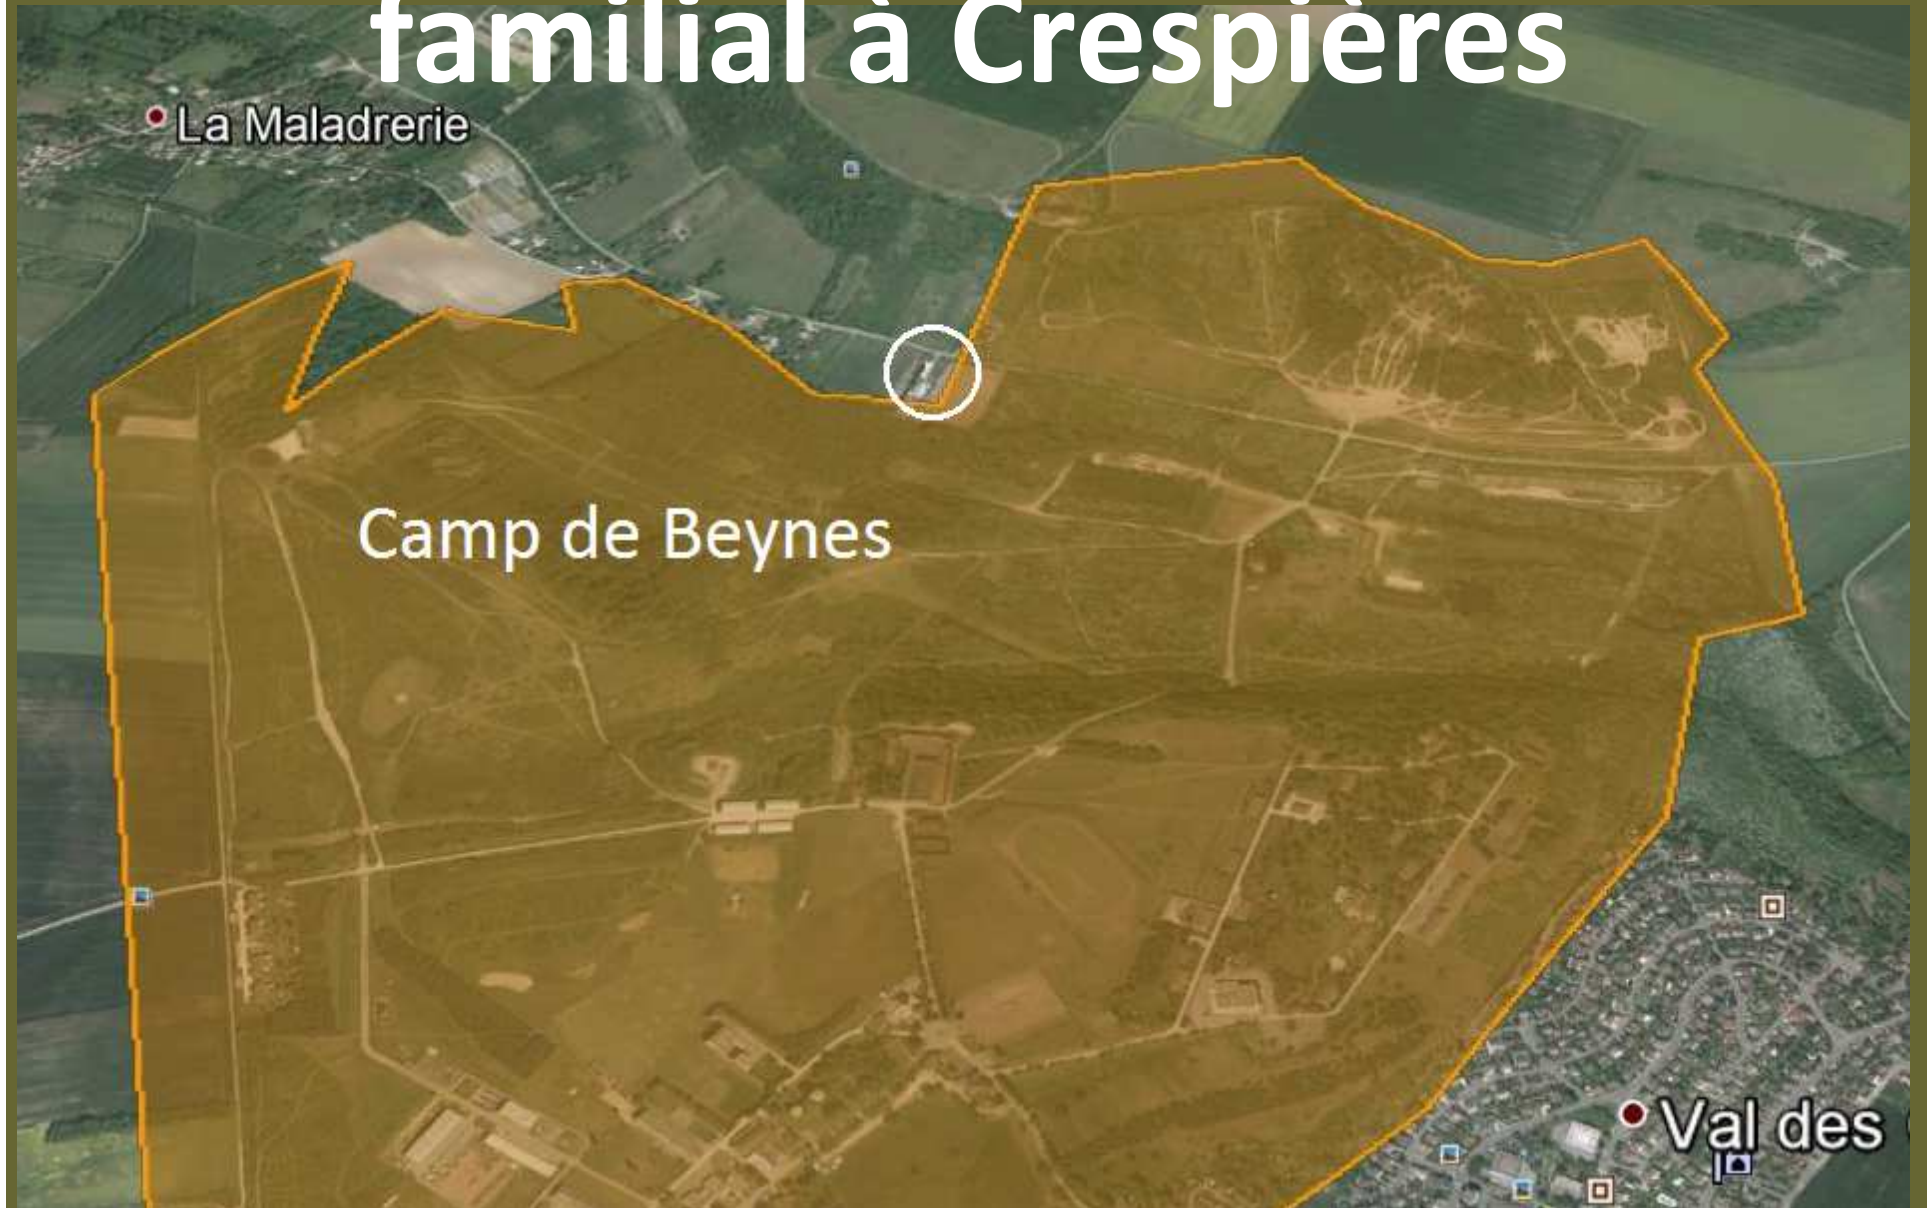 familial à Crespières
La Maladrerie
Camp de Beynes
Val des